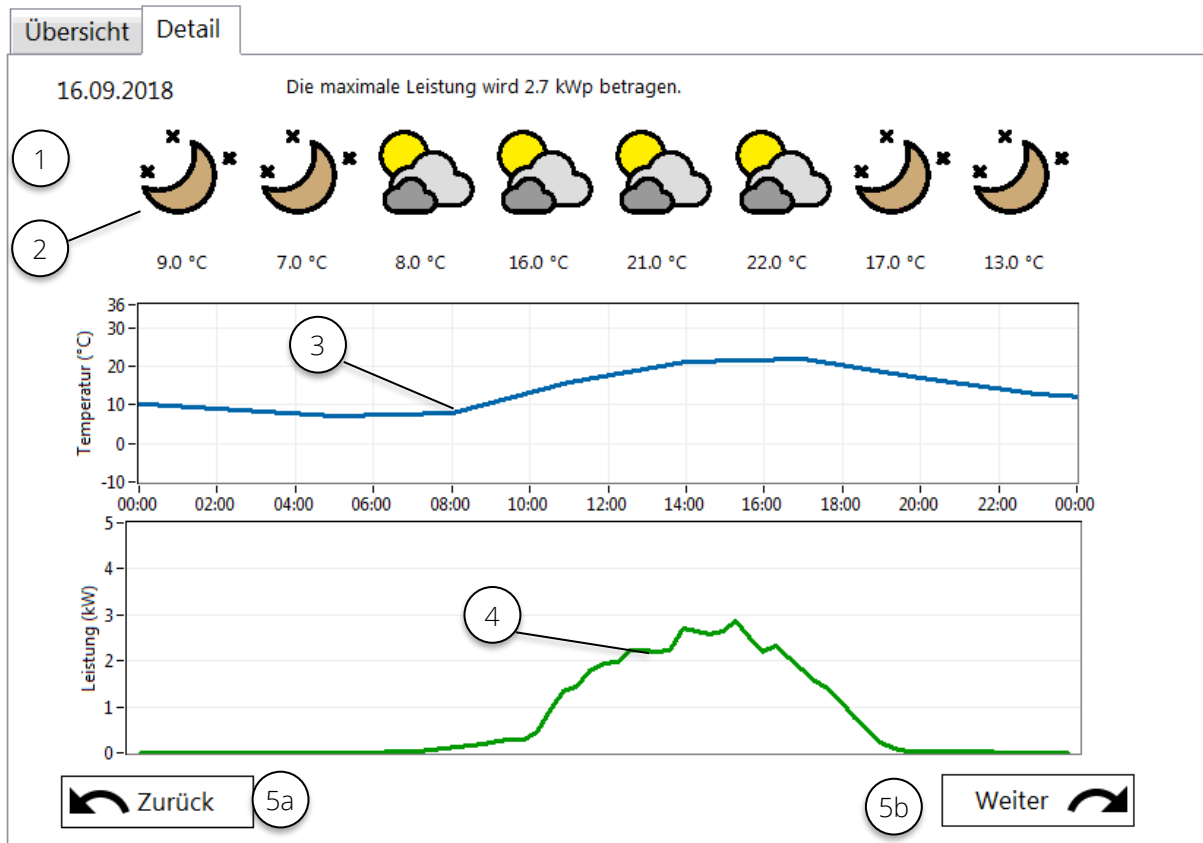 Übersicht Detail
16.09.2018 Die maximale Leistung wird 2.7 kWp betragen.
1
2
9.0 °C 7.0 °C 8.0 °C 16.0 °C 21.0 °C 22.0 °C 17.0 °C 13.0 °C
Temperatur (°C)
36
30
20
10
0
-10
3
00:00 02:00 04:00 06:00 08:00 10:00 12:00 14:00 16:00 18:00 20:00 22:00 00:00
Leistung (kW)
5
4
3
2
1
0
4
Zurück 5a 5b Weiter